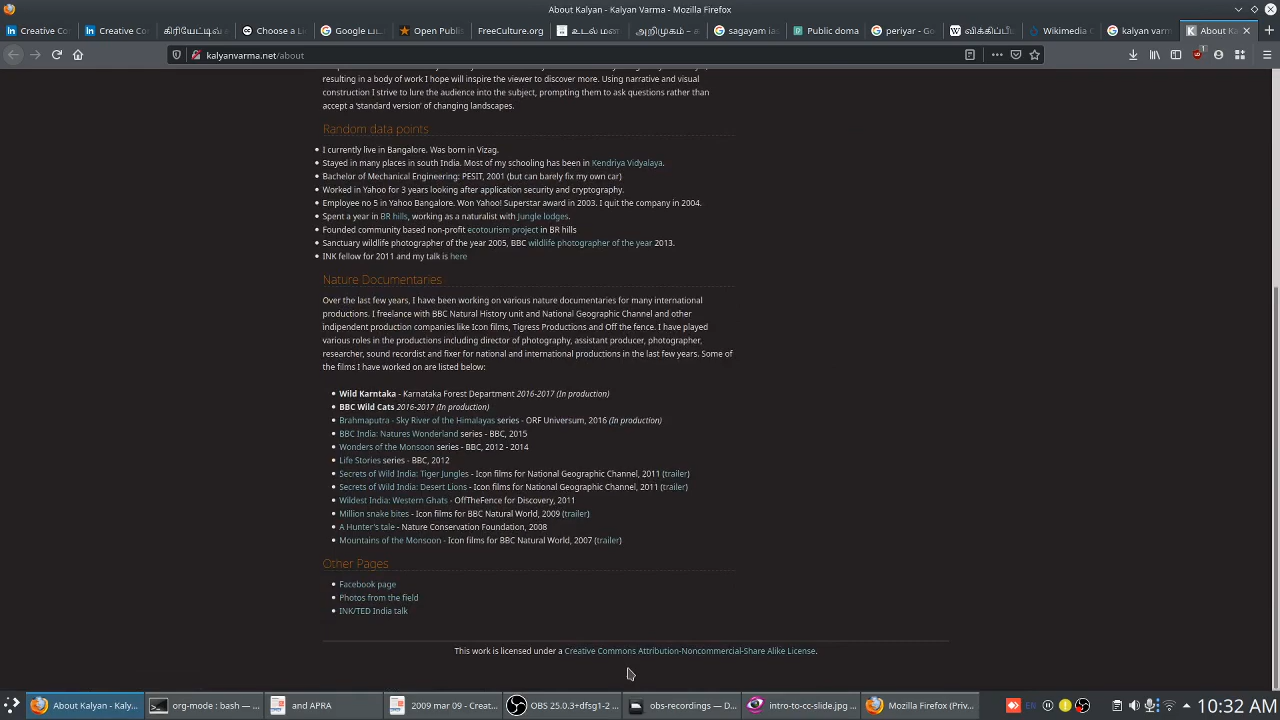 About Kalyan - Kalyan Varma - Mozilla Firefox
Creative Co
Creative Co
கிரியேட்டிவ்
Choose a Li
Google பட
Open Publi
FreeCulture.org
உடல் மன
அறிமுகம் -
sagayam ias
Public doma
periyar - Go
விக்கிப்பீ
Wikimedia C
kalyan varm
About Ka
kalyanvarma.net/about
resulting in a body of work I hope will inspire the viewer to discover more. Using narrative and visual
construction I strive to lure the audience into the subject, prompting them to ask questions rather than
accept a 'standard version' of changing landscapes.
Random data points
I currently live in Bangalore. Was born in Vizag.
Stayed in many places in south India. Most of my schooling has been in Kendriya Vidyalaya.
Bachelor of Mechanical Engineering: PESIT, 2001 (but can barely fix my own car)
Worked in Yahoo for 3 years looking after application security and cryptography.
Employee no 5 in Yahoo Bangalore. Won Yahoo! Superstar award in 2003. I quit the company in 2004.
Spent a year in BR hills, working as a naturalist with Jungle lodges.
Founded community based non-profit ecotourism project in BR hills
Sanctuary wildlife photographer of the year 2005, BBC wildlife photographer of the year 2013.
INK fellow for 2011 and my talk is here
Nature Documentaries
Over the last few years, I have been working on various nature documentaries for many international
productions. I freelance with BBC Natural History unit and National Geographic Channel and other
indipendent production companies like Icon films, Tigress Productions and Off the fence. I have played
various roles in the productions including director of photography, assistant producer, photographer,
researcher, sound recordist and fixer for national and international productions in the last few years. Some of
the films I have worked on are listed below:
Wild Karntaka - Karnataka Forest Department 2016-2017 (In production)
BBC Wild Cats 2016-2017 (In production)
Brahmaputra - Sky River of the Himalayas series - ORF Universum, 2016 (In production)
BBC India: Natures Wonderland series - BBC, 2015
Wonders of the Monsoon series - BBC, 2012 - 2014
Life Stories series - BBC, 2012
Secrets of Wild India: Tiger Jungles - Icon films for National Geographic Channel, 2011 (trailer)
Secrets of Wild India: Desert Lions - Icon films for National Geographic Channel, 2011 (trailer)
Wildest India: Western Ghats - OffTheFence for Discovery, 2011
Million snake bites - Icon films for BBC Natural World, 2009 (trailer)
A Hunter's tale - Nature Conservation Foundation, 2008
Mountains of the Monsoon - Icon films for BBC Natural World, 2007 (trailer)
Other Pages
Facebook page
Photos from the field
INK/TED India talk
This work is licensed under a Creative Commons Attribution-Noncommercial-Share Alike License.
About Kalyan - Kaly...
org-mode : bash — ...
and APRA
2009 mar 09 - Creat...
OBS 25.0.3+dfsg1-2 ...
obs-recordings — D...
intro-to-cc-slide.jpg ...
Mozilla Firefox (Priv...
EN
10:32 AM